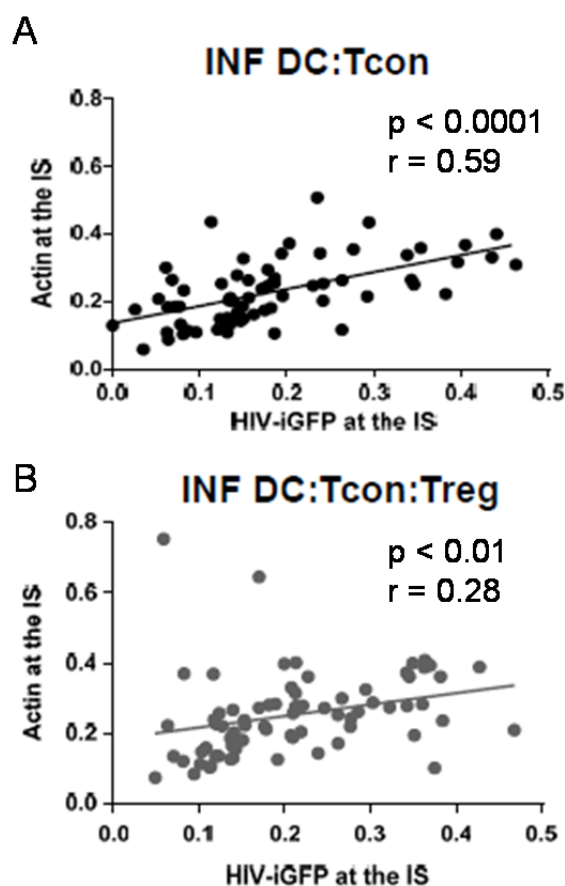 A
INF DC:Tcon
p < 0.0001
r = 0.59
0.8
0.6
0.4
0.2
0.0
Actin at the IS
0.0 0.1 0.2 0.3 0.4 0.5
HIV-iGFP at the IS
B
INF DC:Tcon:Treg
p < 0.01
r = 0.28
0.8
0.6
0.4
0.2
0.0
Actin at the IS
0.0 0.1 0.2 0.3 0.4 0.5
HIV-iGFP at the IS